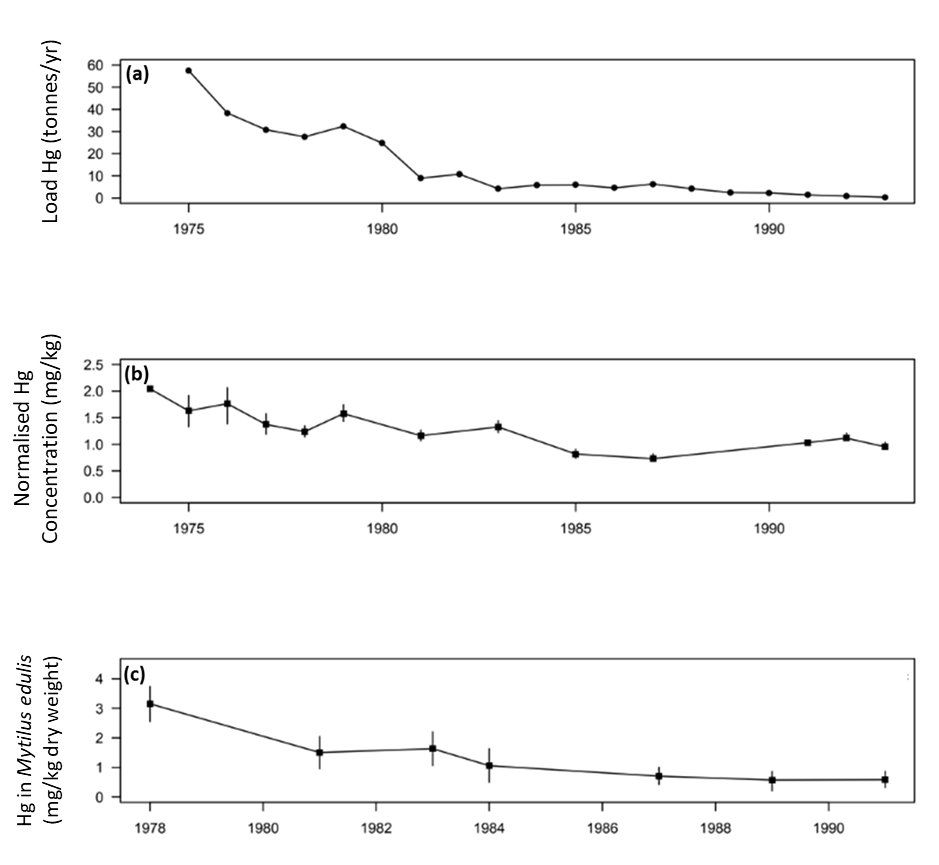 Load Hg (tonnes/yr)
(a)
60
50
40
30
20
10
0
1975 1980 1985 1990
Normalised Hg
Concentration (mg/kg)
(b)
2.5
2.0
1.5
1.0
0.5
0.0
1975 1980 1985 1990
Hg in Mytilus edulis
(mg/kg dry weight)
(c)
4
3
2
1
0
1978 1980 1982 1984 1986 1988 1990